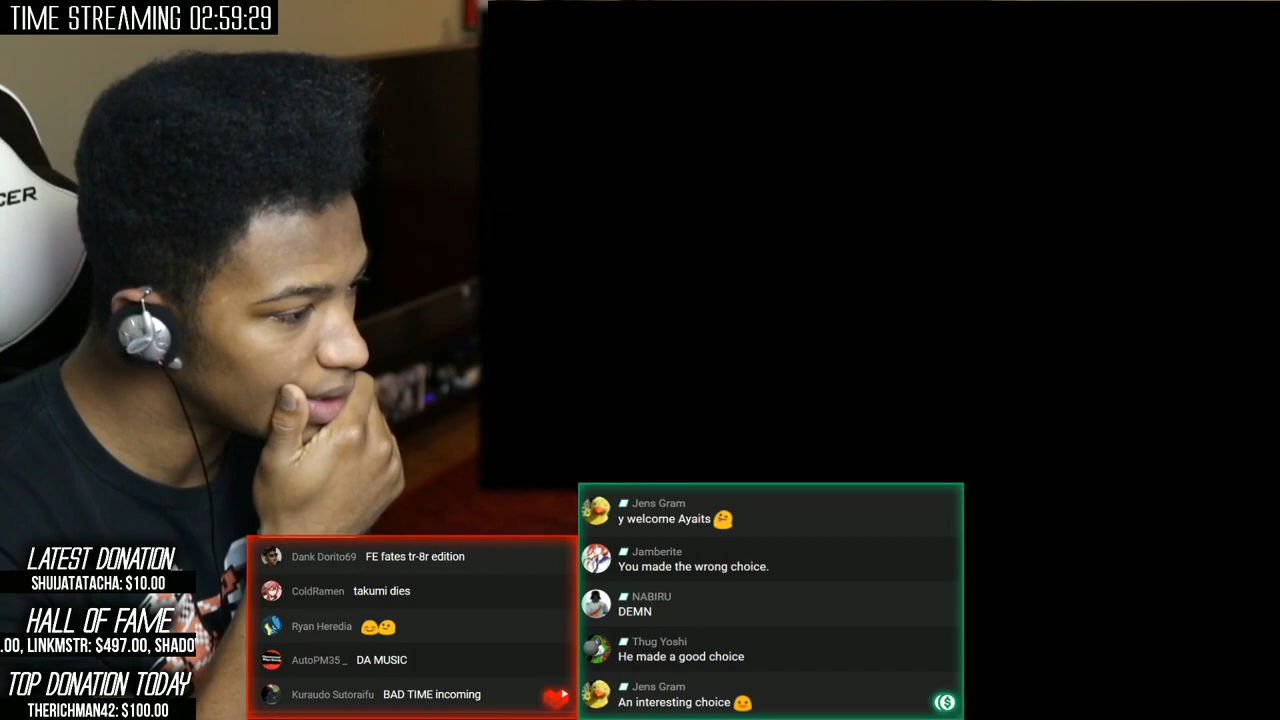 TIME STREAMING 02:59:29
CER
LATEST DONATION
SHUIJATATACHA: $10.00
HALL OF FAME
.00, LINKMSTR: $497.00, SHADO
TOP DONATION TODAY
THERICHMAN42: $100.00
Dank Dorito69 FE fates tr-8r edition
ColdRamen takumi dies
Ryan Heredia 😊😐
AutoPM35_ DA MUSIC
Kuraudo Sutoraifu BAD TIME incoming
Jens Gram
y welcome Ayaits 😝
Jamberite
You made the wrong choice.
NABIRU
DEMN
Thug Yoshi
He made a good choice
Jens Gram
An interesting choice 😐